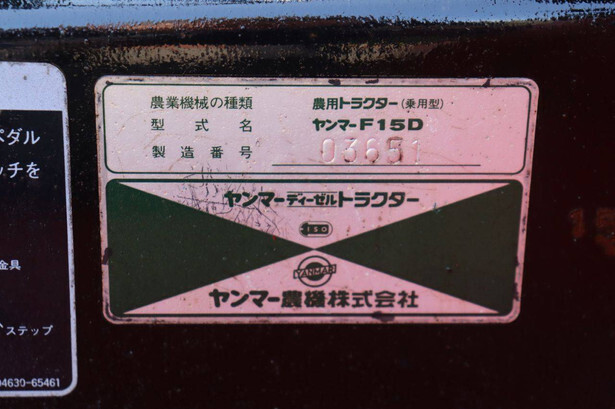 ペダル
ッチを
金具
ステップ
04630-65461
農業機械の種類 農用トラクター(乗用型)
型式名 ヤンマーF15D
製造番号 03651
ヤンマーディーゼルトラクター
ISO
YANMAR
ヤンマー農機株式会社